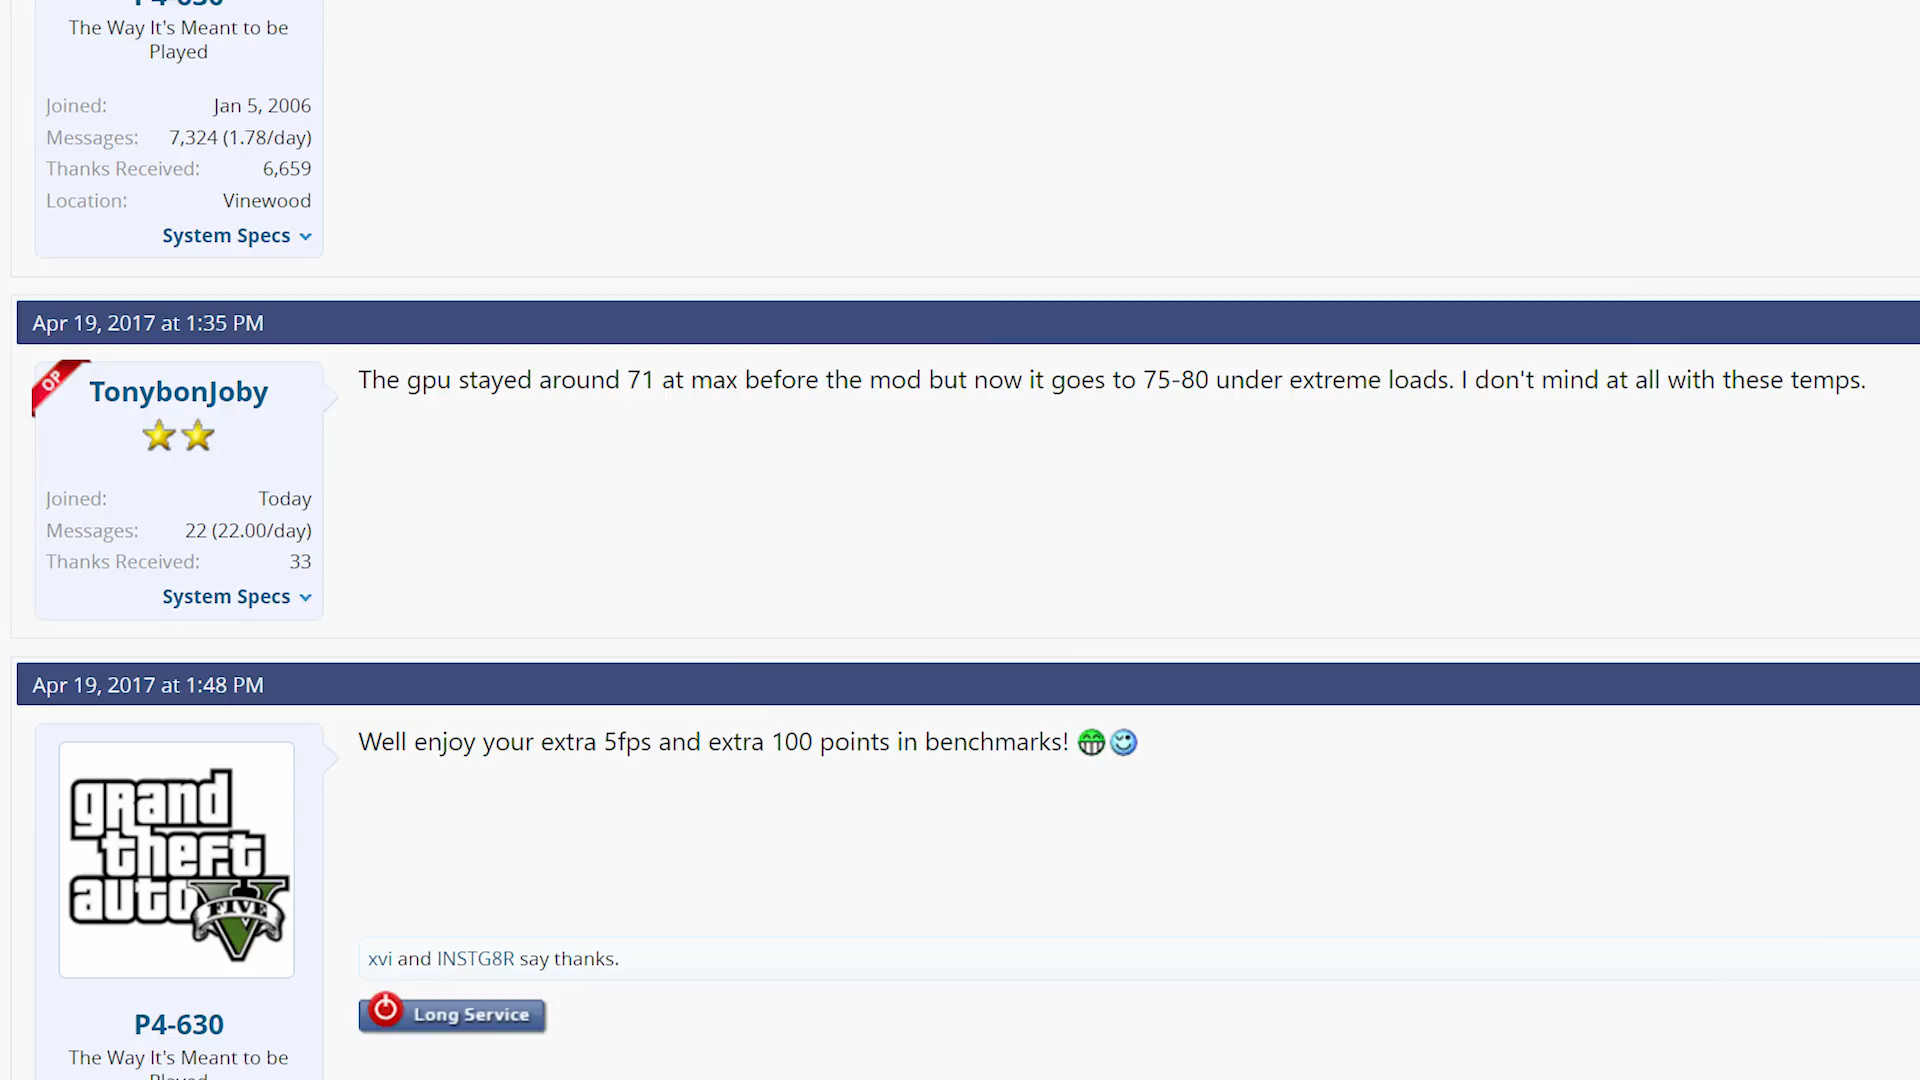 P4-630
The Way It's Meant to be
Played
Joined: Jan 5, 2006
Messages: 7,324 (1.78/day)
Thanks Received: 6,659
Location: Vinewood
System Specs
Apr 19, 2017 at 1:35 PM
OP
TonybonJoby
The gpu stayed around 71 at max before the mod but now it goes to 75-80 under extreme loads. I don't mind at all with these temps.
Joined: Today
Messages: 22 (22.00/day)
Thanks Received: 33
System Specs
Apr 19, 2017 at 1:48 PM
Well enjoy your extra 5fps and extra 100 points in benchmarks!
grand
theft
auto
FIVE
xvi and INSTG8R say thanks.
Long Service
P4-630
The Way It's Meant to be
Played